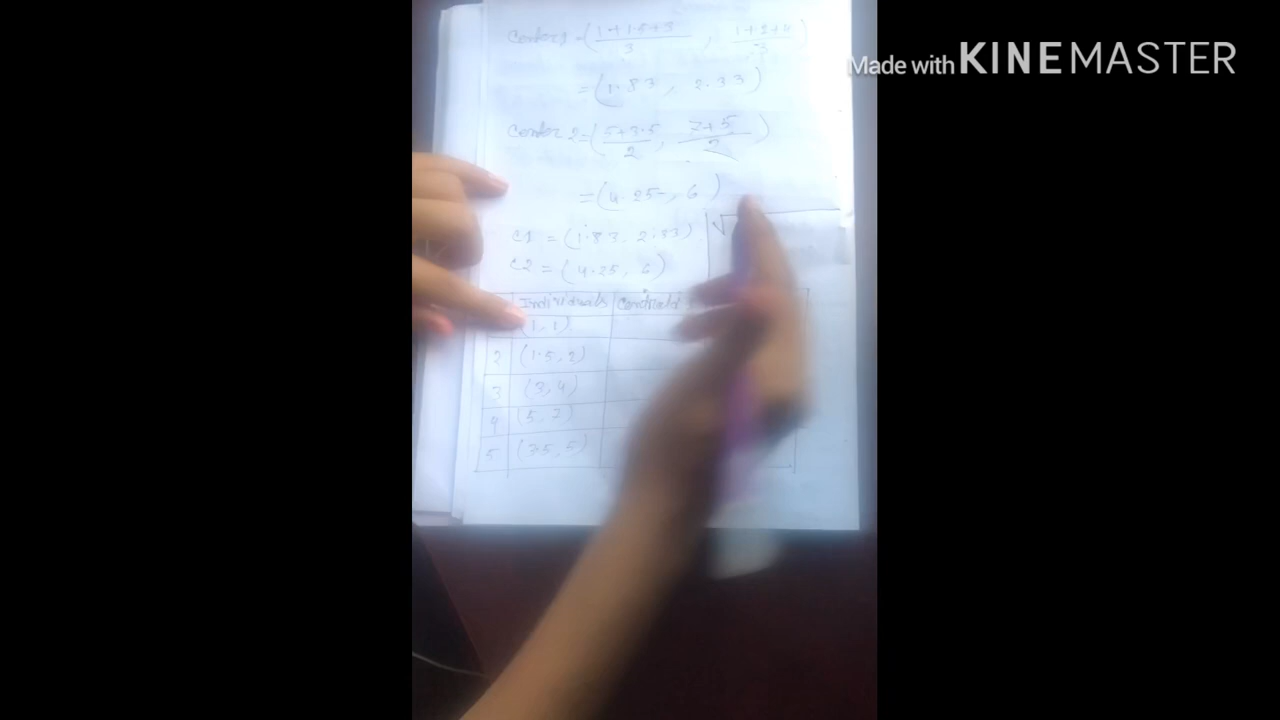 Made with KINEMASTER
Center1 = (1+1.5+3/3, 1+2+4/3)
= (1.83, 2.33)
Center 2 = (5+3.5/2, 7+5/2)
= (4.25, 6)
C1 = (1.83, 2.33) √
C2 = (4.25, 6)
Individuals
(1, 1)
2 (1.5, 2)
3 (3, 4)
4 (5, 7)
5 (3.5, 5)